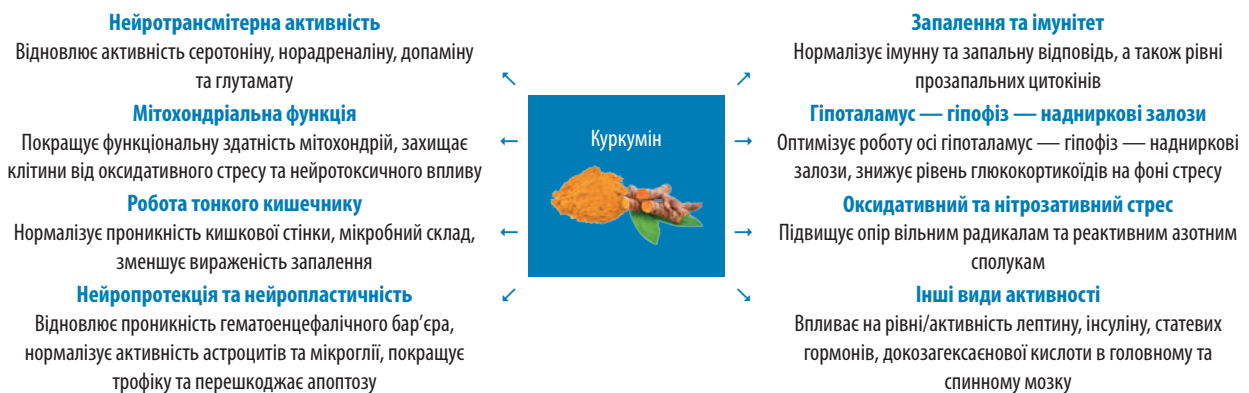 Нейротрансмітерна активність
Відновлює активність серотоніну, норадреналіну, допаміну
та глутамату
Мітохондріальна функція
Покращує функціональну здатність мітохондрій, захищає
клітини від оксидативного стресу та нейротоксичного впливу
Робота тонкого кишечнику
Нормалізує проникність кишкової стінки, мікробний склад,
зменшує вираженість запалення
Нейропротекція та нейропластичність
Відновлює проникність гематоенцефалічного бар’єра,
нормалізує активність астроцитів та мікроглії, покращує
трофіку та перешкоджає апоптозу
Куркумін
Запалення та імунітет
Нормалізує імунну та запальну відповідь, а також рівні
прозапальних цитокінів
Гіпоталамус — гіпофіз — надниркові залози
Оптимізує роботу осі гіпоталамус — гіпофіз — надниркові
залози, знижує рівень глюкокортикоїдів на фоні стресу
Оксидативний та нітрозативний стрес
Підвищує опір вільним радикалам та реактивним азотним
сполукам
Інші види активності
Впливає на рівні/активність лептину, інсуліну, статевих
гормонів, докозагексаєнової кислоти в головному та
спинному мозку